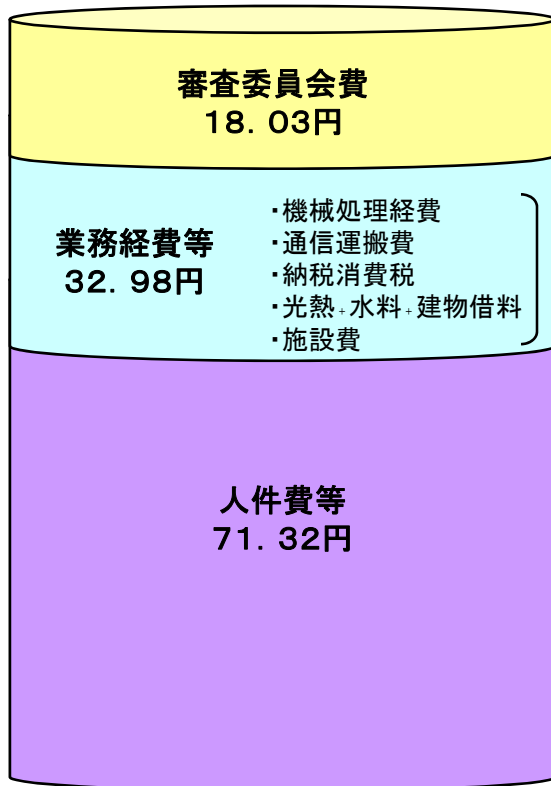 審査委員会費
18．03円
業務経費等
32．98円
・機械処理経費
・通信運搬費
・納税消費税
・光熱+水料+建物借料
・施設費
人件費等
71．32円